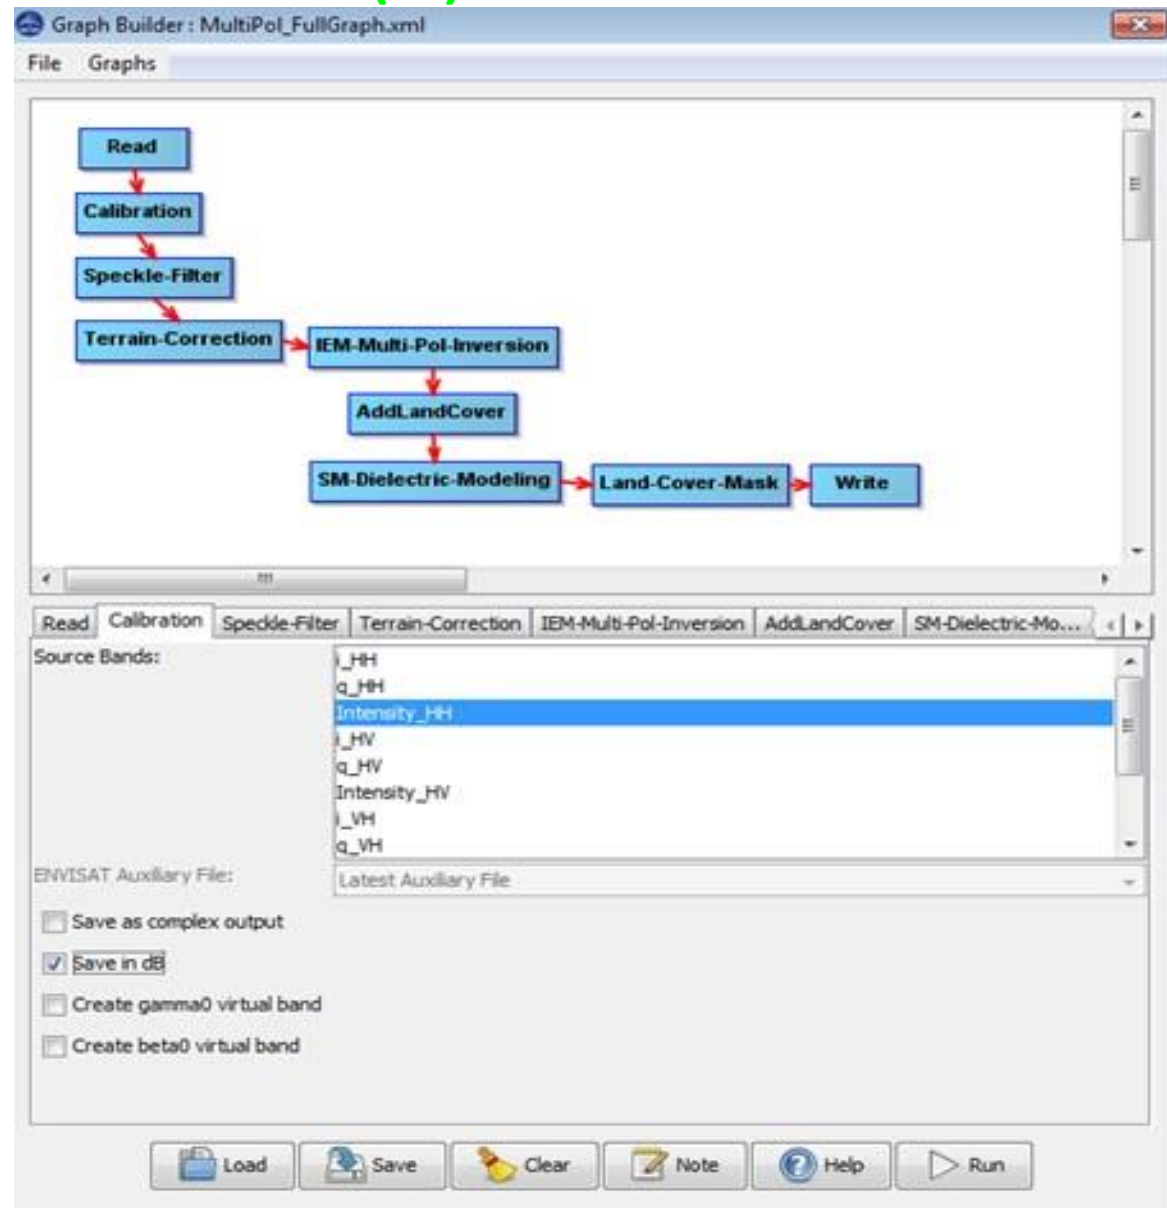 Graph Builder : MultiPol_FullGraph.xml
File Graphs
Read
Calibration
Speckle-Filter
Terrain-Correction
IEM-Multi-Pol-Inversion
AddLandCover
SM-Dielectric-Modeling
Land-Cover-Mask
Write
Read Calibration Speckle-Filter Terrain-Correction IEM-Multi-Pol-Inversion AddLandCover SM-Dielectric-Mo...
Source Bands:
i_HH
q_HH
Intensity_HH
i_HV
q_HV
Intensity_HV
i_VH
q_VH
ENVISAT Auxiliary File:
Latest Auxiliary File
Save as complex output
Save in dB
Create gamma0 virtual band
Create beta0 virtual band
Load Save Clear Note Help Run